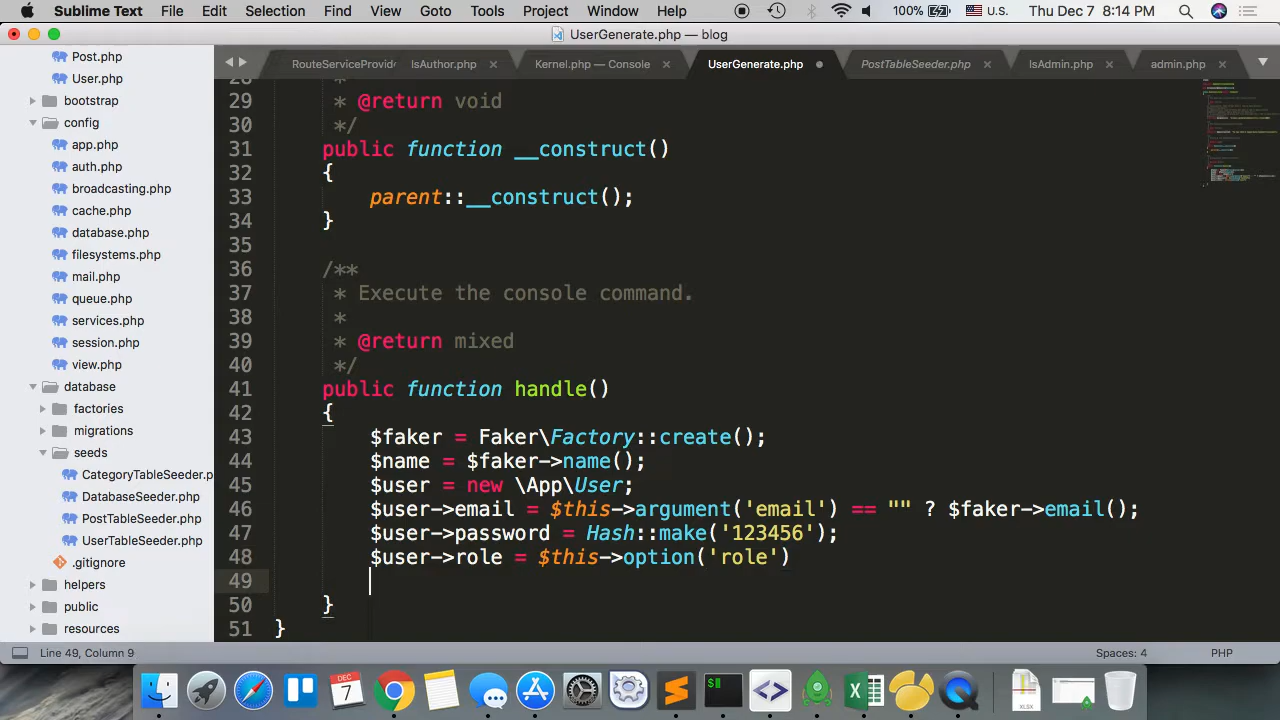 Sublime Text File Edit Selection Find View Goto Tools Project Window Help 100% U.S. Thu Dec 7 8:14 PM
UserGenerate.php — blog
RouteServiceProvid IsAuthor.php Kernel.php — Console UserGenerate.php PostTableSeeder.php IsAdmin.php admin.php
Post.php
User.php
bootstrap
config
app.php
auth.php
brodcasting.php
cache.php
database.php
filesystems.php
mail.php
queue.php
services.php
session.php
view.php
database
factories
migrations
seeds
CategoryTableSeeder.p
DatabaseSeeder.php
PostTableSeeder.php
UserTableSeeder.php
.gitignore
helpers
public
resources
28 *
29 * @return void
30 */
31 public function __construct()
32 {
33 parent::__construct();
34 }
35
36 /**
37 * Execute the console command.
38 *
39 * @return mixed
40 */
41 public function handle()
42 {
43 $faker = Faker\Factory::create();
44 $name = $faker->name();
45 $user = new \App\User;
46 $user->email = $this->argument('email') == "" ? $faker->email();
47 $user->password = Hash::make('123456');
48 $user->role = $this->option('role')
49
50 }
51 }
Line 49, Column 9 Spaces: 4 PHP
DEC
7
XLSX